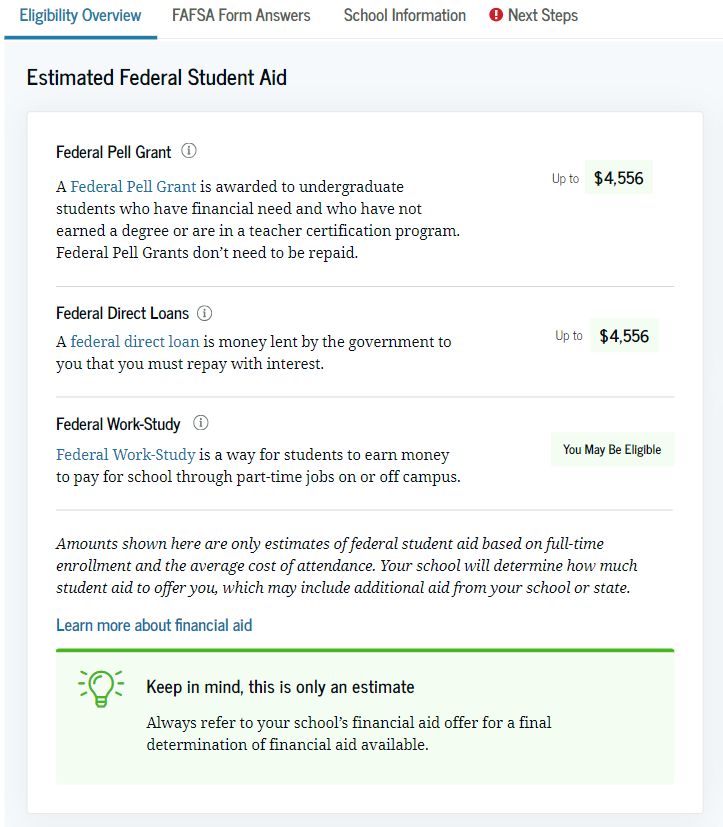 Eligibility Overview FAFSA Form Answers School Information Next Steps
Estimated Federal Student Aid
Federal Pell Grant
A Federal Pell Grant is awarded to undergraduate
students who have financial need and who have not
earned a degree or are in a teacher certification program.
Federal Pell Grants don’t need to be repaid.
Up to $4,556
Federal Direct Loans
A federal direct loan is money lent by the government to
you that you must repay with interest.
Up to $4,556
Federal Work-Study
Federal Work-Study is a way for students to earn money
to pay for school through part-time jobs on or off campus.
You May Be Eligible
Amounts shown here are only estimates of federal student aid based on full-time
enrollment and the average cost of attendance. Your school will determine how much
student aid to offer you, which may include additional aid from your school or state.
Learn more about financial aid
Keep in mind, this is only an estimate
Always refer to your school’s financial aid offer for a final
determination of financial aid available.